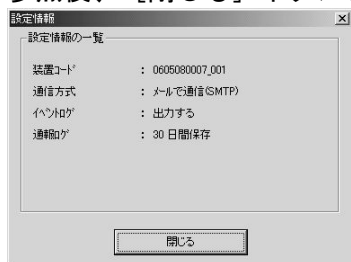 設定情報
設定情報の一覧
装置コード : 0605080007_001
通信方式 : メールで通信(SMTP)
イベントログ : 出力する
通報ログ : 30 日間保存
閉じる